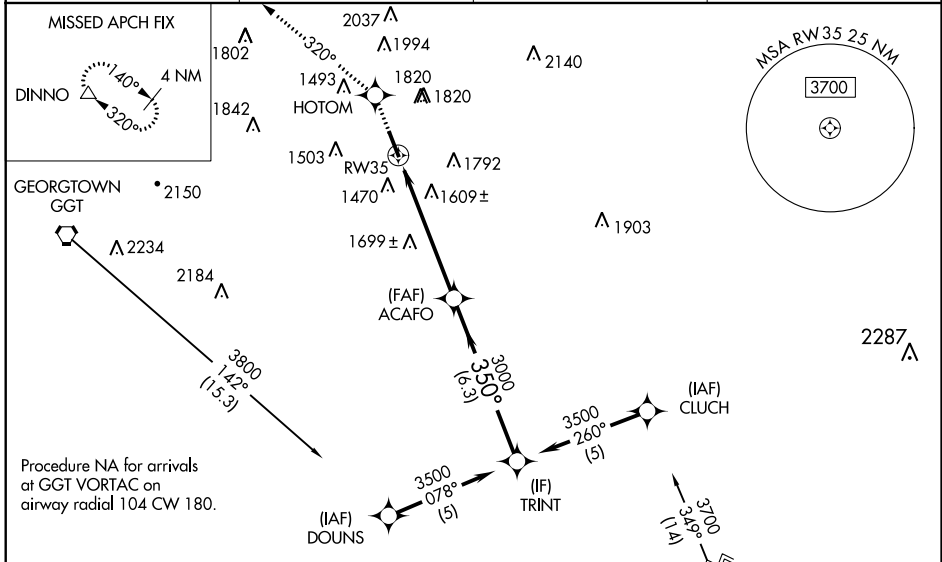 MISSED APCH FIX
DINNO
140°
4 NM
320°
320°
2037
1994
1802
2140
1493
1820
1820
HOTOM
1842
1503
RW35
1792
1470
1609±
1903
1699±
MSA RW35 25 NM
3700
GEORGTOWN
GGT
2150
2234
2184
(FAF)
ACAFO
2287
3800
142°
(15.3)
3000
350°
(6.3)
(IAF)
CLUCH
3500
260°
(5)
(IF)
TRINT
3500
078°
(5)
(IAF)
DOUNS
3700
349°
(14)
Procedure NA for arrivals
at GGT VORTAC on
airway radial 104 CW 180.